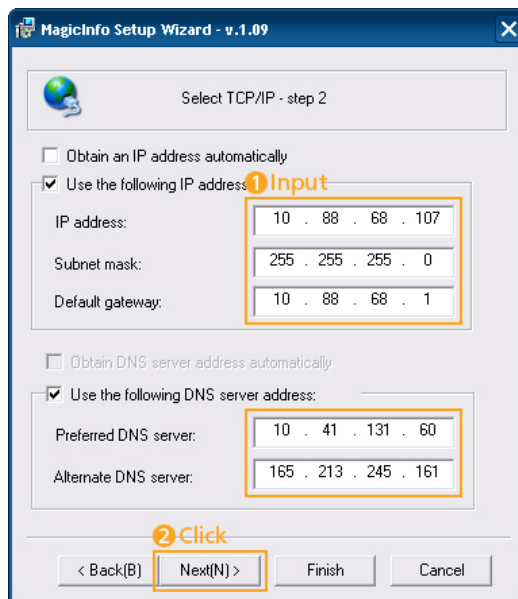 MagicInfo Setup Wizard - v.1.09
Select TCP/IP - step 2
Obtain an IP address automatically
Use the following IP address
1 Input
IP address: 10 . 88 . 68 . 107
Subnet mask: 255 . 255 . 255 . 0
Default gateway: 10 . 88 . 68 . 1
Obtain DNS server address automatically
Use the following DNS server address:
Preferred DNS server: 10 . 41 . 131 . 60
Alternate DNS server: 165 . 213 . 245 . 161
2 Click
< Back(B) Next(N) > Finish Cancel